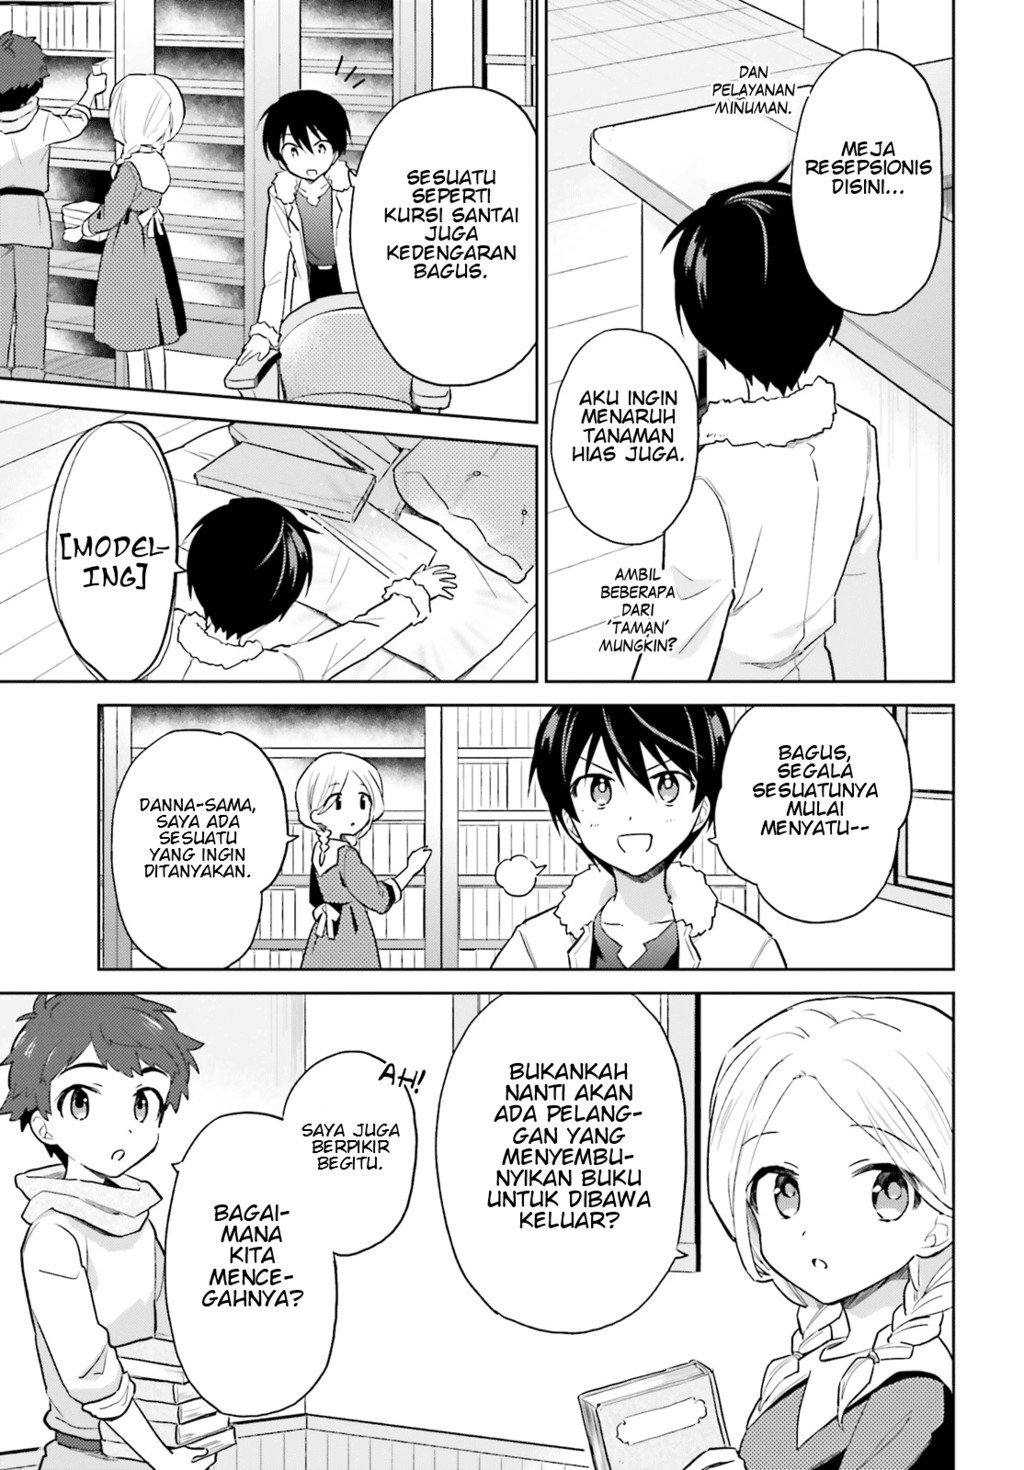 MEJA
RESEPSIONIS
DISINI...
DAN
PELAYANAN
MINUMAN.
AKU INGIN
MENARUH
TANAMAN
HIAS JUGA.
AMBIL
BEBERAPA
DARI
'TAMAN'
MUNGKIN?
SESUATU
SEPERTI
KURSI SANTAI
JUGA
KEDENGARAN
BAGUS.
[MODEL-
ING]
BAGUS,
SEGALA
SESUATUNYA
MULAI
MENYATU--
DANNA-SAMA,
SAYA ADA
SESUATU
YANG INGIN
DITANYAKAN.
BUKANKAH
NANTI AKAN
ADA PELANG-
GAN YANG
MENYEMBU-
NYIKAN BUKU
UNTUK DIBAWA
KELUAR?
AH!
SAYA JUGA
BERPIKIR
BEGITU.
BAGAI-
MANA
KITA
MENCE-
GAHNYA?